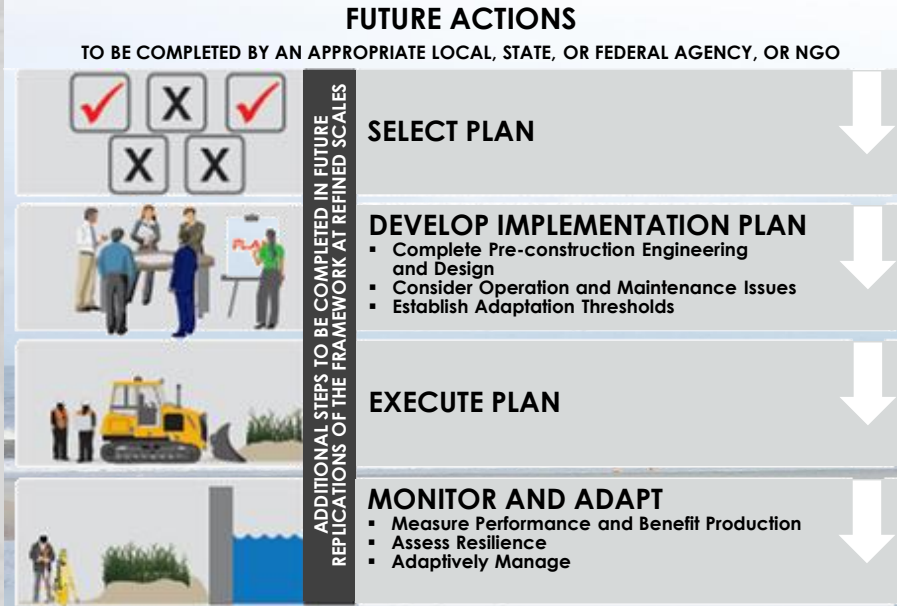 FUTURE ACTIONS
TO BE COMPLETED BY AN APPROPRIATE LOCAL, STATE, OR FEDERAL AGENCY, OR NGO
ADDITIONAL STEPS TO BE COMPLETED IN FUTURE
REPLICATIONS OF THE FRAMEWORK AT REFINED SCALES
X
X X
SELECT PLAN
PLAN
DEVELOP IMPLEMENTATION PLAN
▪ Complete Pre-construction Engineering
and Design
▪ Consider Operation and Maintenance Issues
▪ Establish Adaptation Thresholds
EXECUTE PLAN
MONITOR AND ADAPT
▪ Measure Performance and Benefit Production
▪ Assess Resilience
▪ Adaptively Manage